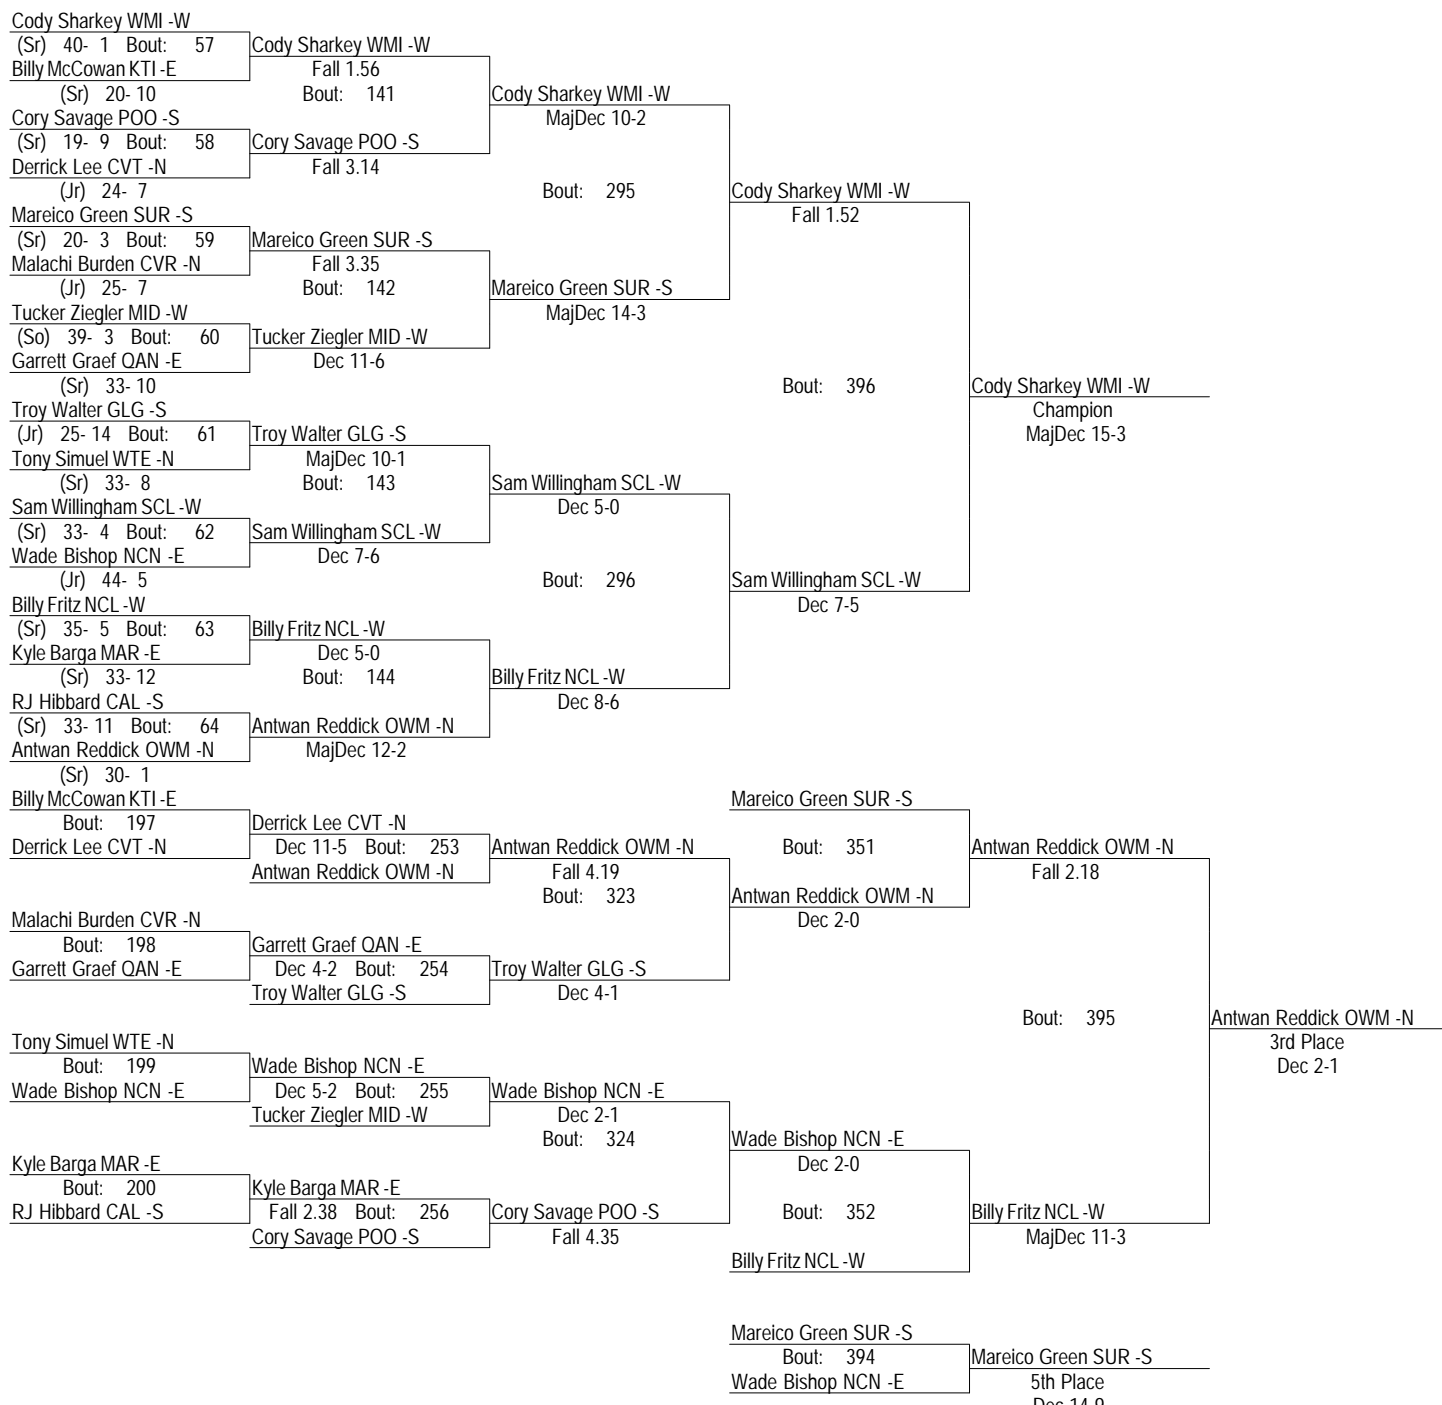 Cody Sharkey WMI -W
(Sr) 40- 1 Bout: 57 Cody Sharkey WMI -W
Billy McCowan KTI -E Fall 1.56
(Sr) 20- 10 Bout: 141 Cody Sharkey WMI -W
Cory Savage POO -S MajDec 10-2
(Sr) 19- 9 Bout: 58 Cory Savage POO -S
Derrick Lee CVT -N Fall 3.14
(Jr) 24- 7 Bout: 295 Cody Sharkey WMI -W
Mareico Green SUR -S Fall 1.52
(Sr) 20- 3 Bout: 59 Mareico Green SUR -S
Malachi Burden CVR -N Fall 3.35
(Jr) 25- 7 Bout: 142 Mareico Green SUR -S
Tucker Ziegler MID -W MajDec 14-3
(So) 39- 3 Bout: 60 Tucker Ziegler MID -W
Garrett Graef QAN -E Dec 11-6
(Sr) 33- 10 Bout: 396 Cody Sharkey WMI -W
Troy Walter GLG -S Champion
(Jr) 25- 14 Bout: 61 Troy Walter GLG -S MajDec 15-3
Tony Simuel WTE -N MajDec 10-1
(Sr) 33- 8 Bout: 143 Sam Willingham SCL -W
Sam Willingham SCL -W Dec 5-0
(Sr) 33- 4 Bout: 62 Sam Willingham SCL -W
Wade Bishop NCN -E Dec 7-6
(Jr) 44- 5 Bout: 296 Sam Willingham SCL -W
Billy Fritz NCL -W Dec 7-5
(Sr) 35- 5 Bout: 63 Billy Fritz NCL -W
Kyle Barga MAR -E Dec 5-0
(Sr) 33- 12 Bout: 144 Billy Fritz NCL -W
RJ Hibbard CAL -S Dec 8-6
(Sr) 33- 11 Bout: 64 Antwan Reddick OWM -N
Antwan Reddick OWM -N MajDec 12-2
(Sr) 30- 1
Billy McCowan KTI -E Mareico Green SUR -S
Bout: 197 Derrick Lee CVT -N
Derrick Lee CVT -N Dec 11-5 Bout: 253 Antwan Reddick OWM -N Bout: 351 Antwan Reddick OWM -N
Antwan Reddick OWM -N Fall 4.19 Fall 2.18
Bout: 323 Antwan Reddick OWM -N
Malachi Burden CVR -N Dec 2-0
Bout: 198 Garrett Graef QAN -E
Garrett Graef QAN -E Dec 4-2 Bout: 254 Troy Walter GLG -S
Troy Walter GLG -S Dec 4-1
Bout: 395 Antwan Reddick OWM -N
Tony Simuel WTE -N 3rd Place
Bout: 199 Wade Bishop NCN -E Dec 2-1
Wade Bishop NCN -E Dec 5-2 Bout: 255 Wade Bishop NCN -E
Tucker Ziegler MID -W Dec 2-1
Bout: 324 Wade Bishop NCN -E
Kyle Barga MAR -E Dec 2-0
Bout: 200 Kyle Barga MAR -E
RJ Hibbard CAL -S Fall 2.38 Bout: 256 Cory Savage POO -S Bout: 352 Billy Fritz NCL -W
Cory Savage POO -S Fall 4.35 MajDec 11-3
Billy Fritz NCL -W
Mareico Green SUR -S
Bout: 394 Mareico Green SUR -S
Wade Bishop NCN -E 5th Place
Dec 14-9